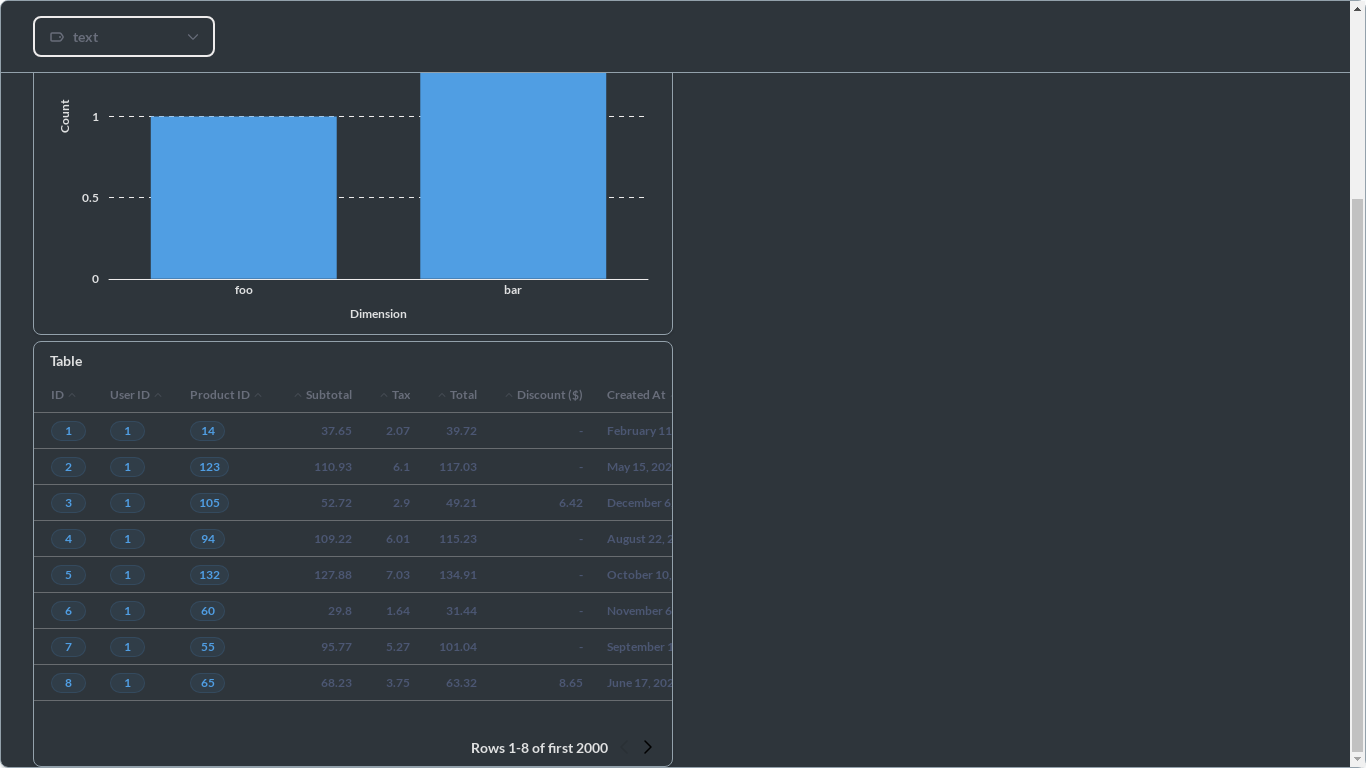 text
Count
1
0.5
0
foo bar
Dimension
Table
ID User ID Product ID Subtotal Tax Total Discount ($) Created At
1 1 14 37.65 2.07 39.72 - February 11
2 1 123 110.93 6.1 117.03 - May 15, 202
3 1 105 52.72 2.9 49.21 6.42 December 6
4 1 94 109.22 6.01 115.23 - August 22, 2
5 1 132 127.88 7.03 134.91 - October 10,
6 1 60 29.8 1.64 31.44 - November 6
7 1 55 95.77 5.27 101.04 - September 1
8 1 65 68.23 3.75 63.32 8.65 June 17, 202
Rows 1-8 of first 2000